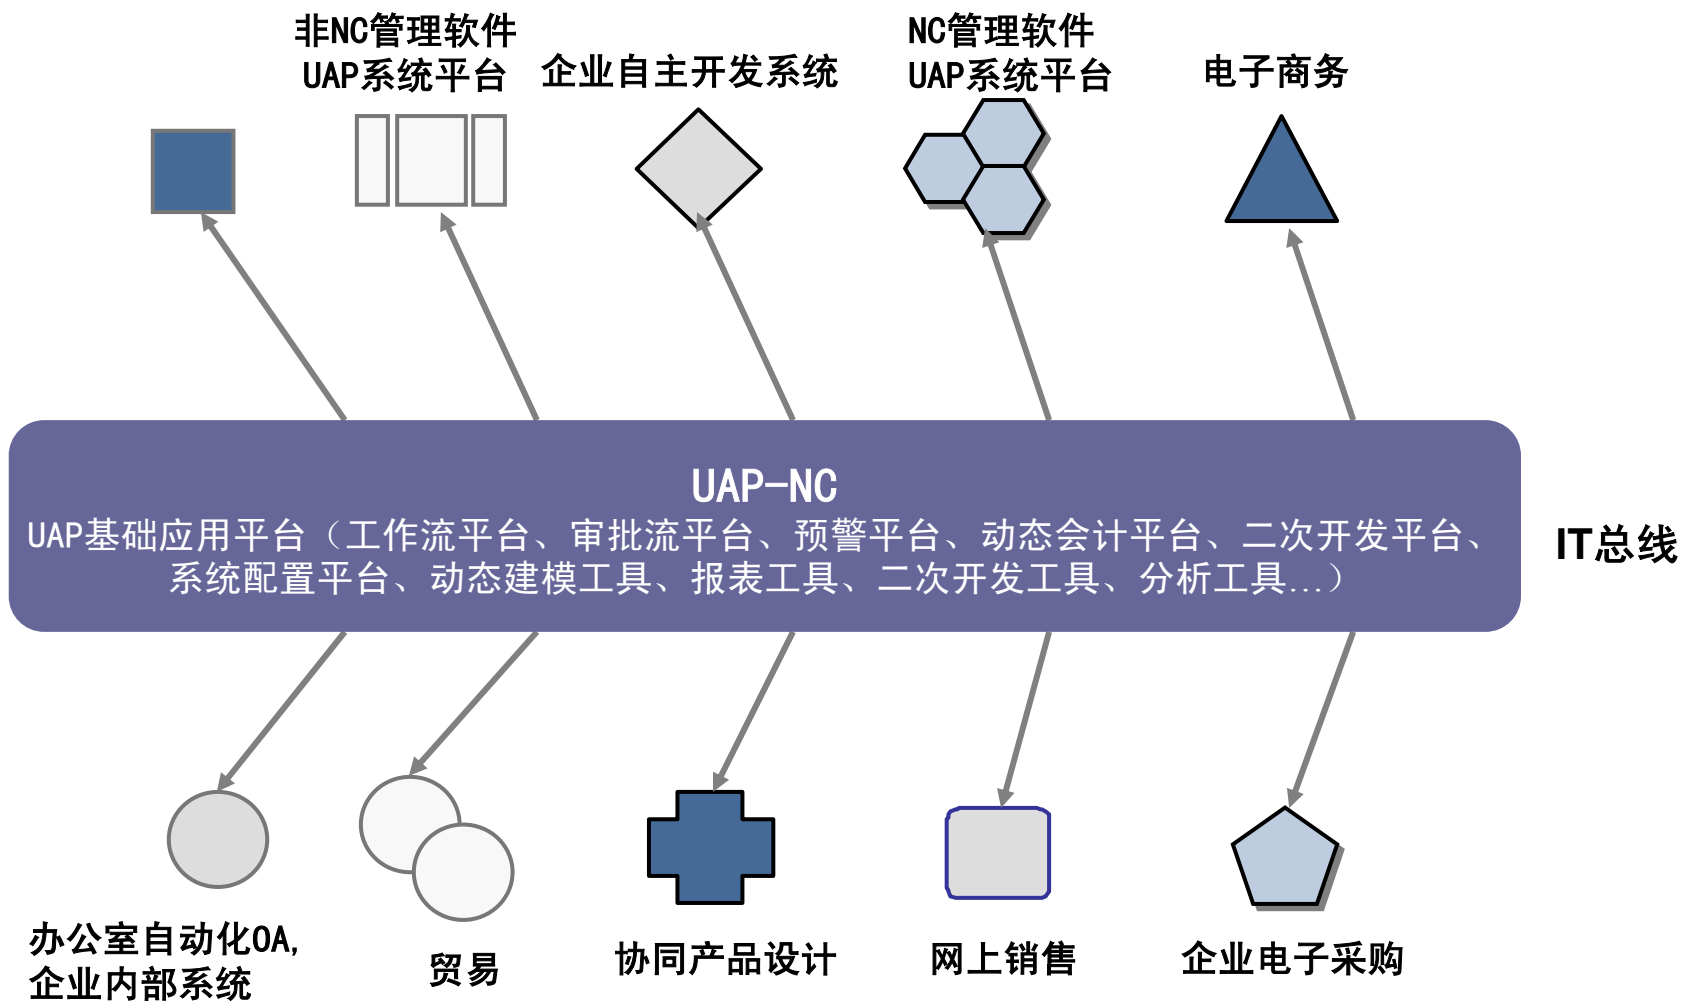 非NC管理软件
UAP系统平台
企业自主开发系统
NC管理软件
UAP系统平台
电子商务
UAP-NC
UAP基础应用平台（工作流平台、审批流平台、预警平台、动态会计平台、二次开发平台、
系统配置平台、动态建模工具、报表工具、二次开发工具、分析工具...）
IT总线
办公室自动化OA,
企业内部系统
贸易
协同产品设计
网上销售
企业电子采购